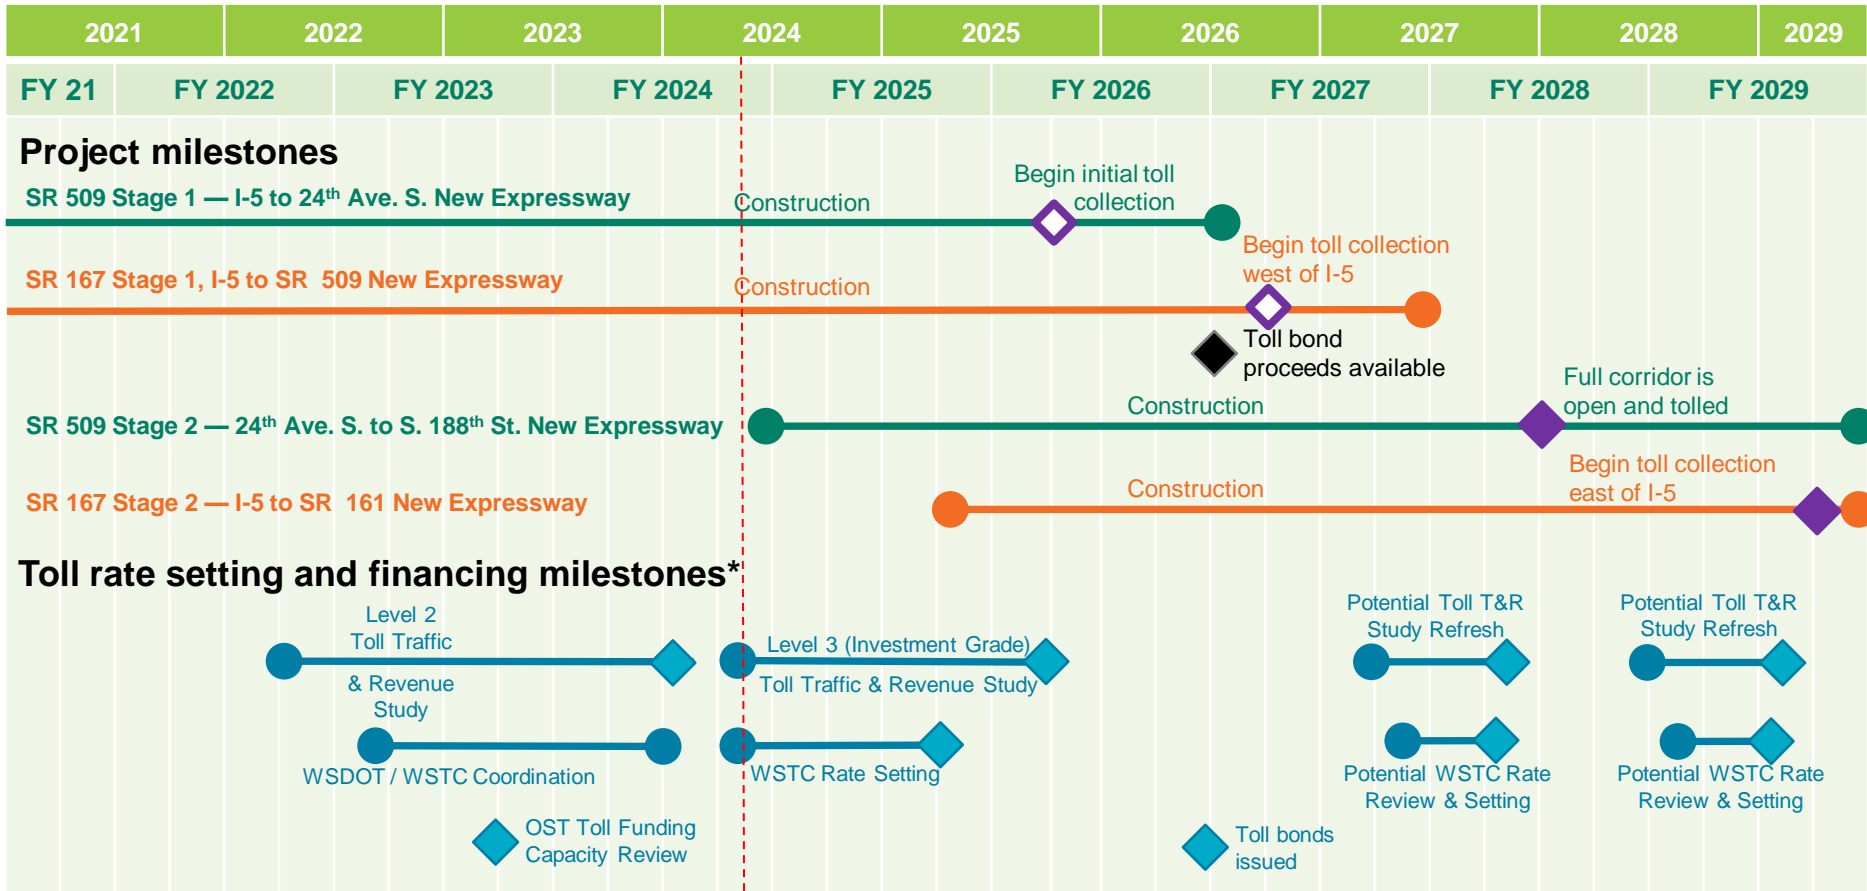 2021 2022 2023 2024 2025 2026 2027 2028 2029
FY 21 FY 2022 FY 2023 FY 2024 FY 2025 FY 2026 FY 2027 FY 2028 FY 2029
Project milestones
SR 509 Stage 1 — I-5 to 24th Ave. S. New Expressway
Construction
Begin initial toll
collection
SR 167 Stage 1, I-5 to SR 509 New Expressway
Construction
Begin toll collection
west of I-5
Toll bond
proceeds available
SR 509 Stage 2 — 24th Ave. S. to S. 188th St. New Expressway
Construction
Full corridor is
open and tolled
SR 167 Stage 2 — I-5 to SR 161 New Expressway
Construction
Begin toll collection
east of I-5
Toll rate setting and financing milestones*
Level 2
Toll Traffic
& Revenue
Study
Level 3 (Investment Grade)
Toll Traffic & Revenue Study
Potential Toll T&R
Study Refresh
Potential Toll T&R
Study Refresh
WSDOT / WSTC Coordination
WSTC Rate Setting
Potential WSTC Rate
Review & Setting
Potential WSTC Rate
Review & Setting
OST Toll Funding
Capacity Review
Toll bonds
issued